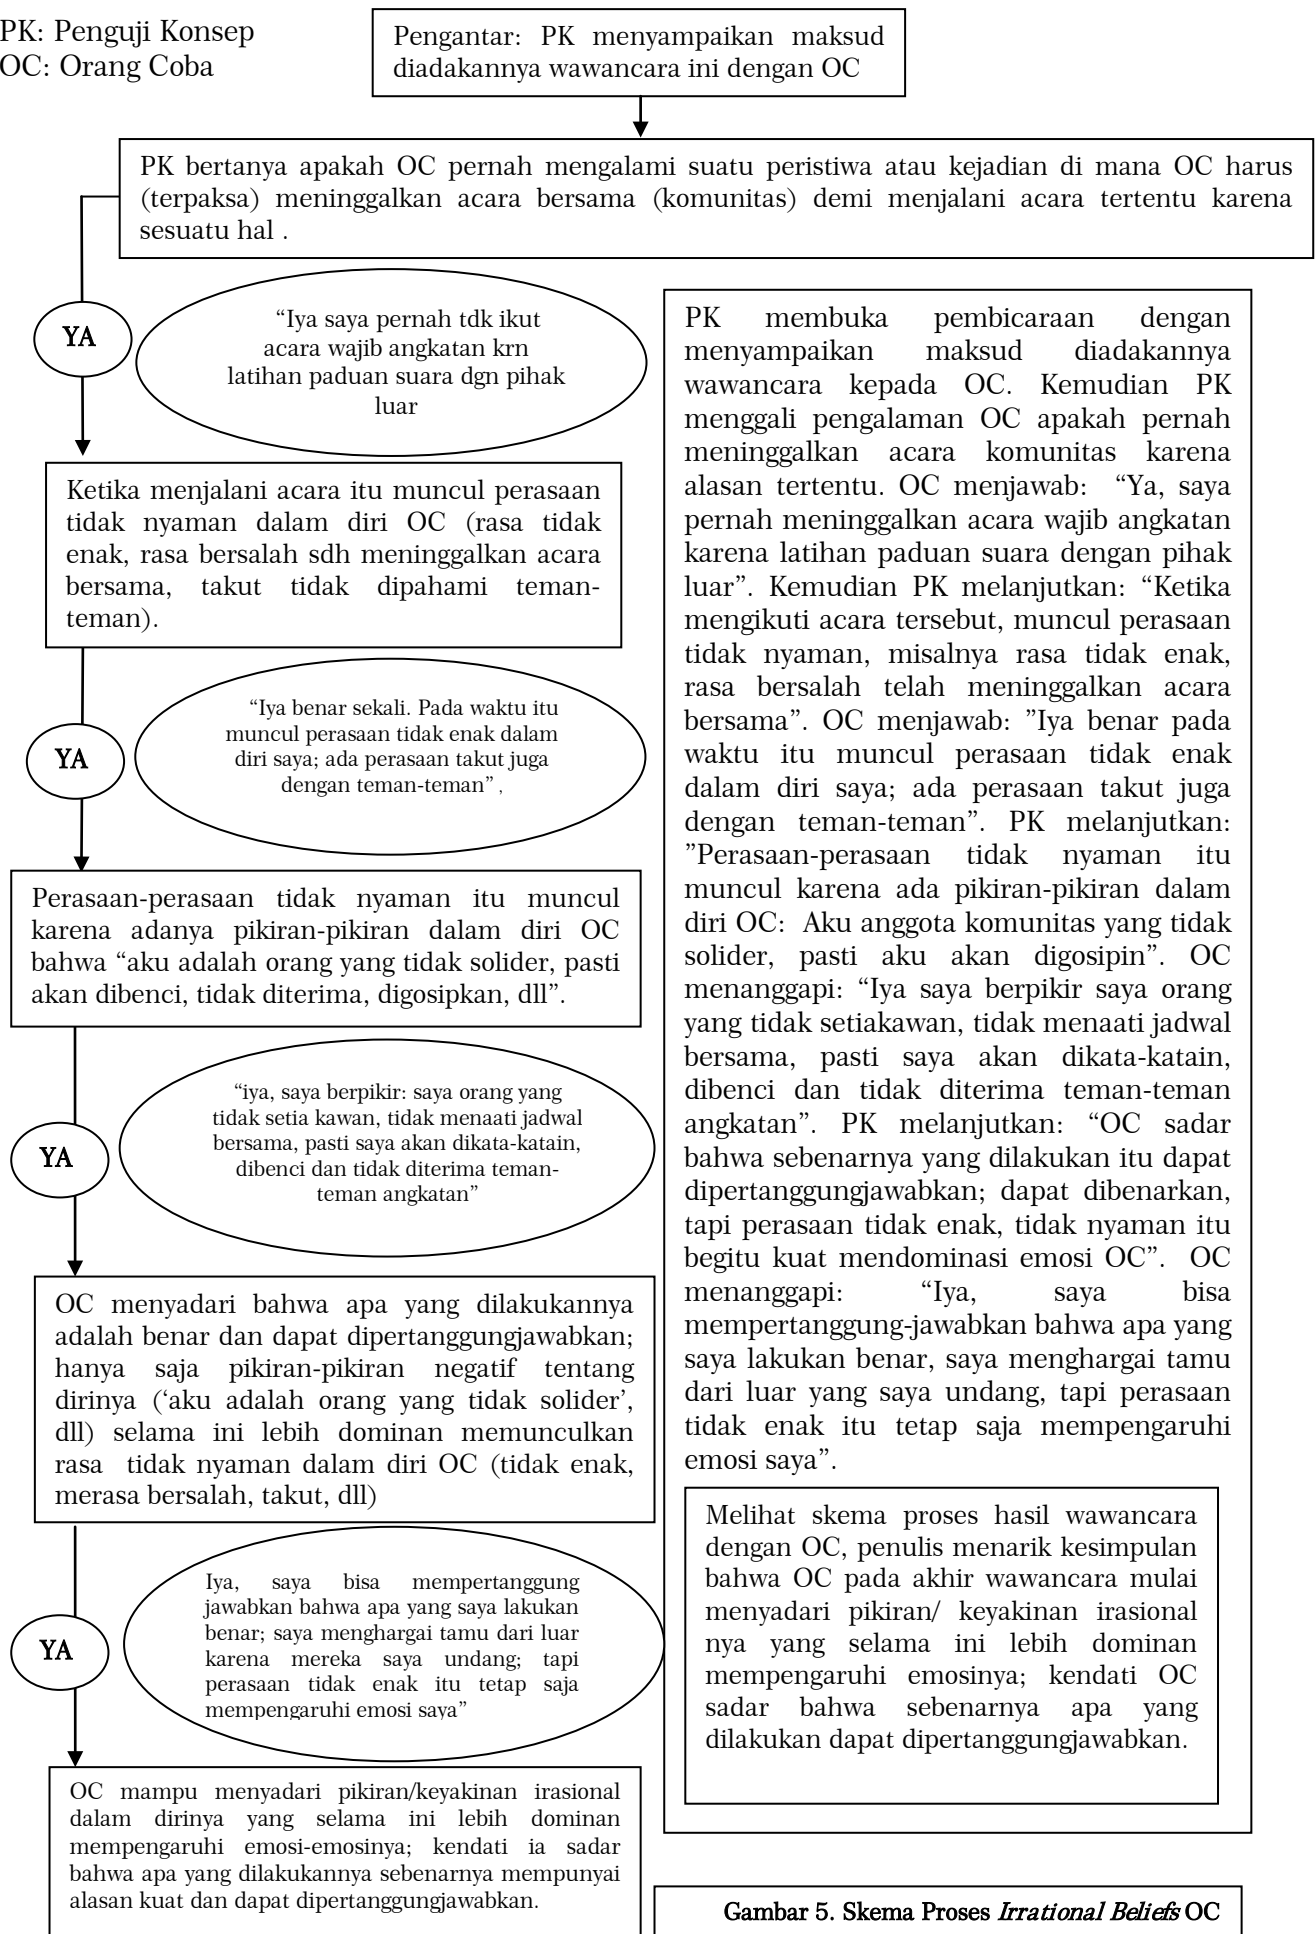 PK: Penguji Konsep
OC: Orang Coba
Pengantar: PK menyampaikan maksud
diadakannya wawancara ini dengan OC
PK bertanya apakah OC pernah mengalami suatu peristiwa atau kejadian di mana OC harus
(terpaksa) meninggalkan acara bersama (komunitas) demi menjalani acara tertentu karena
sesuatu hal .
YA
“Iya saya pernah tdk ikut
acara wajib angkatan krn
latihan paduan suara dgn pihak
luar
Ketika menjalani acara itu muncul perasaan
tidak nyaman dalam diri OC (rasa tidak
enak, rasa bersalah sdh meninggalkan acara
bersama, takut tidak dipahami teman-
teman).
YA
“Iya benar sekali. Pada waktu itu
muncul perasaan tidak enak dalam
diri saya; ada perasaan takut juga
dengan teman-teman” .
Perasaan-perasaan tidak nyaman itu muncul
karena adanya pikiran-pikiran dalam diri OC
bahwa “aku adalah orang yang tidak solider, pasti
akan dibenci, tidak diterima, digosipkan, dll”.
YA
“iya, saya berpikir: saya orang yang
tidak setia kawan, tidak menaati jadwal
bersama, pasti saya akan dikata-katain,
dibenci dan tidak diterima teman-
teman angkatan”
OC menyadari bahwa apa yang dilakukannya
adalah benar dan dapat dipertanggungjawabkan;
hanya saja pikiran-pikiran negatif tentang
dirinya (‘aku adalah orang yang tidak solider’,
dll) selama ini lebih dominan memunculkan
rasa tidak nyaman dalam diri OC (tidak enak,
merasa bersalah, takut, dll)
YA
Iya, saya bisa mempertanggung
jawabkan bahwa apa yang saya lakukan
benar; saya menghargai tamu dari luar
karena mereka saya undang; tapi
perasaan tidak enak itu tetap saja
mempengaruhi emosi saya”
OC mampu menyadari pikiran/keyakinan irasional
dalam dirinya yang selama ini lebih dominan
mempengaruhi emosi-emosinya; kendati ia sadar
bahwa apa yang dilakukannya sebenarnya mempunyai
alasan kuat dan dapat dipertanggungjawabkan.
PK membuka pembicaraan dengan
menyampaikan maksud diadakannya
wawancara kepada OC. Kemudian PK
menggali pengalaman OC apakah pernah
meninggalkan acara komunitas karena
alasan tertentu. OC menjawab: “Ya, saya
pernah meninggalkan acara wajib angkatan
karena latihan paduan suara dengan pihak
luar”. Kemudian PK melanjutkan: “Ketika
mengikuti acara tersebut, muncul perasaan
tidak nyaman, misalnya rasa tidak enak,
rasa bersalah telah meninggalkan acara
bersama”. OC menjawab: ”Iya benar pada
waktu itu muncul perasaan tidak enak
dalam diri saya; ada perasaan takut juga
dengan teman-teman”. PK melanjutkan:
”Perasaan-perasaan tidak nyaman itu
muncul karena ada pikiran-pikiran dalam
diri OC: Aku anggota komunitas yang tidak
solider, pasti aku akan digosipin”. OC
menanggapi: “Iya saya berpikir saya orang
yang tidak setiakawan, tidak menaati jadwal
bersama, pasti saya akan dikata-katain,
dibenci dan tidak diterima teman-teman
angkatan”. PK melanjutkan: “OC sadar
bahwa sebenarnya yang dilakukan itu dapat
dipertanggungjawabkan; dapat dibenarkan,
tapi perasaan tidak enak, tidak nyaman itu
begitu kuat mendominasi emosi OC”. OC
menanggapi: “Iya, saya bisa
mempertanggung-jawabkan bahwa apa yang
saya lakukan benar, saya menghargai tamu
dari luar yang saya undang, tapi perasaan
tidak enak itu tetap saja mempengaruhi
emosi saya”.
Melihat skema proses hasil wawancara
dengan OC, penulis menarik kesimpulan
bahwa OC pada akhir wawancara mulai
menyadari pikiran/ keyakinan irasional
nya yang selama ini lebih dominan
mempengaruhi emosinya; kendati OC
sadar bahwa sebenarnya apa yang
dilakukan dapat dipertanggungjawabkan.
Gambar 5. Skema Proses Irrational Beliefs OC